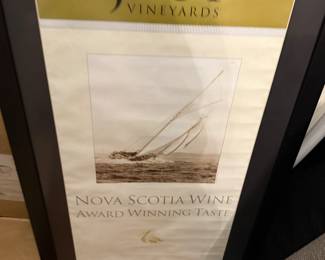 VINEYARDS
NOVA SCOTIA WINE
AWARD WINNING TASTE